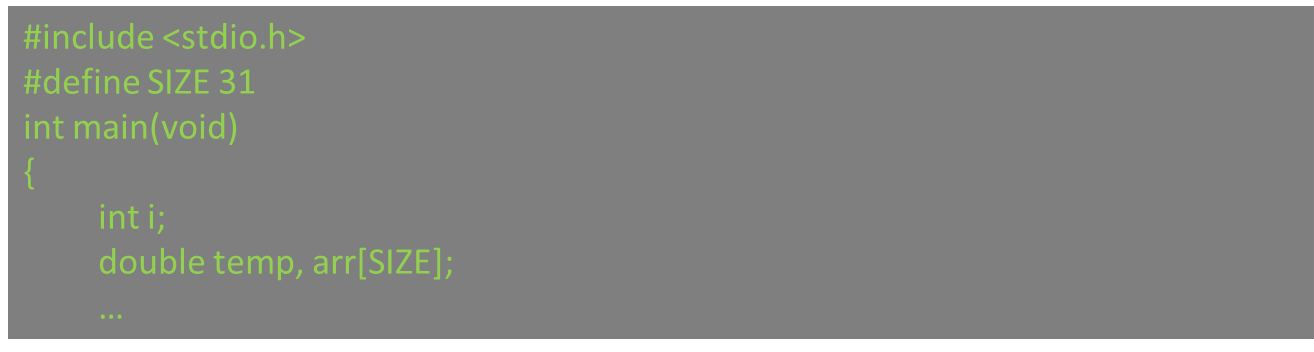 #include <stdio.h>
#define SIZE 31
int main(void)
{
int i;
double temp, arr[SIZE];
...